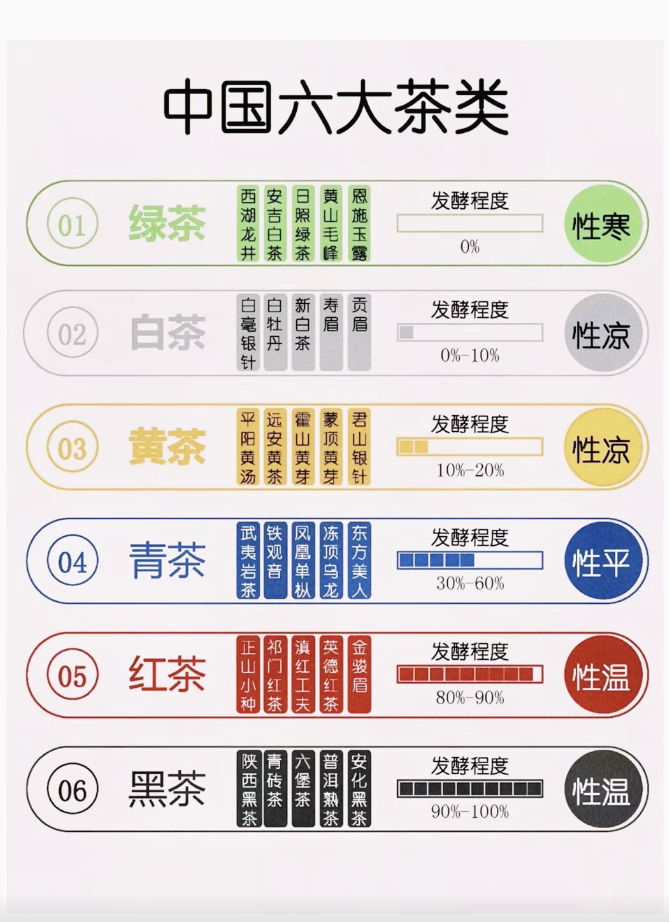 中国六大茶类
01
绿茶
西湖龙井
安吉白茶
日照绿茶
黄山毛峰
恩施玉露
发酵程度
0%
性寒
02
白茶
白毫银针
白牡丹
新白茶
寿眉
贡眉
发酵程度
0%-10%
性凉
03
黄茶
平阳黄汤
远安黄茶
霍山黄芽
蒙顶黄芽
君山银针
发酵程度
10%-20%
性凉
04
青茶
武夷岩茶
铁观音
凤凰单枞
冻顶乌龙
东方美人
发酵程度
30%-60%
性平
05
红茶
正山小种
祁门红茶
滇红工夫
英德红茶
金骏眉
发酵程度
80%-90%
性温
06
黑茶
陕西黑茶
青砖茶
六堡茶
普洱熟茶
安化黑茶
发酵程度
90%-100%
性温